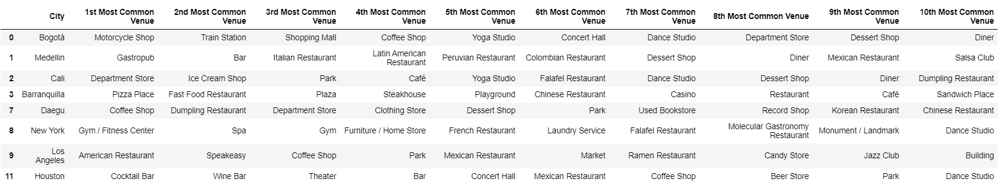 City 1st Most Common Venue 2nd Most Common Venue 3rd Most Common Venue 4th Most Common Venue 5th Most Common Venue 6th Most Common Venue 7th Most Common Venue 8th Most Common Venue 9th Most Common Venue 10th Most Common Venue
0 Bogotá Motorcycle Shop Train Station Shopping Mall Coffee Shop Yoga Studio Concert Hall Dance Studio Department Store Dessert Shop Diner
1 Medellin Gastropub Bar Italian Restaurant Latin American Restaurant Peruvian Restaurant Colombian Restaurant Dessert Shop Diner Mexican Restaurant Salsa Club
2 Cali Department Store Ice Cream Shop Park Café Yoga Studio Falafel Restaurant Dance Studio Dessert Shop Diner Dumpling Restaurant
3 Barranquilla Pizza Place Fast Food Restaurant Plaza Steakhouse Playground Chinese Restaurant Casino Restaurant Café Sandwich Place
7 Daegu Coffee Shop Dumpling Restaurant Department Store Clothing Store Dessert Shop Park Used Bookstore Record Shop Korean Restaurant Chinese Restaurant
8 New York Gym / Fitness Center Spa Gym Furniture / Home Store French Restaurant Laundry Service Falafel Restaurant Molecular Gastronomy Restaurant Monument / Landmark Dance Studio
9 Los Angeles American Restaurant Speakeasy Coffee Shop Park Mexican Restaurant Market Ramen Restaurant Candy Store Jazz Club Building
11 Houston Cocktail Bar Wine Bar Theater Bar Concert Hall Mexican Restaurant Coffee Shop Beer Store Park Dance Studio